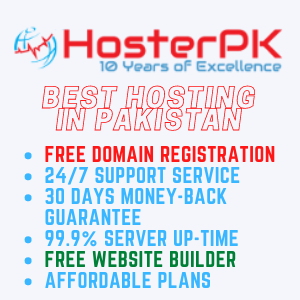 HosterPK
10 Years of Excellence
BEST HOSTING
IN PAKISTAN
• FREE DOMAIN REGISTRATION
• 24/7 SUPPORT SERVICE
• 30 DAYS MONEY-BACK
GUARANTEE
• 99.9% SERVER UP-TIME
• FREE WEBSITE BUILDER
• AFFORDABLE PLANS